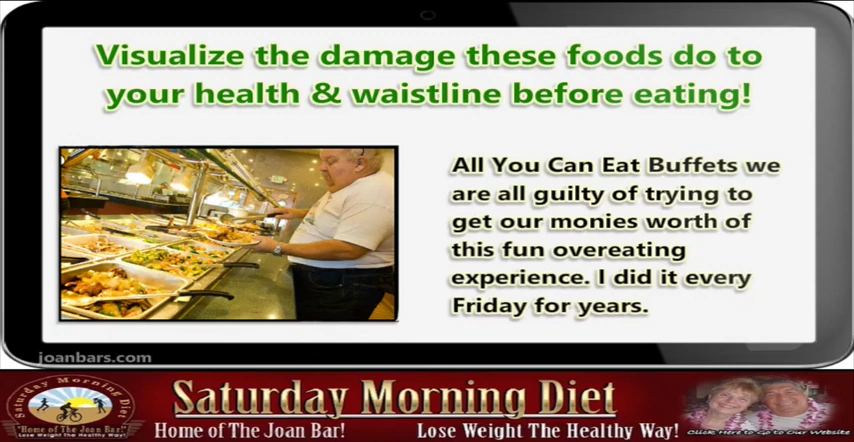 Visualize the damage these foods do to
your health & waistline before eating!
All You Can Eat Buffets we
are all guilty of trying to
get our monies worth of
this fun overeating
experience. I did it every
Friday for years.
joanbars.com
Saturday Morning Diet
"Home of The Joan Bar!"
Lose Weight The Healthy Way!
Saturday Morning Diet
Home of The Joan Bar!
Lose Weight The Healthy Way!
Click Here to Go to Our Website